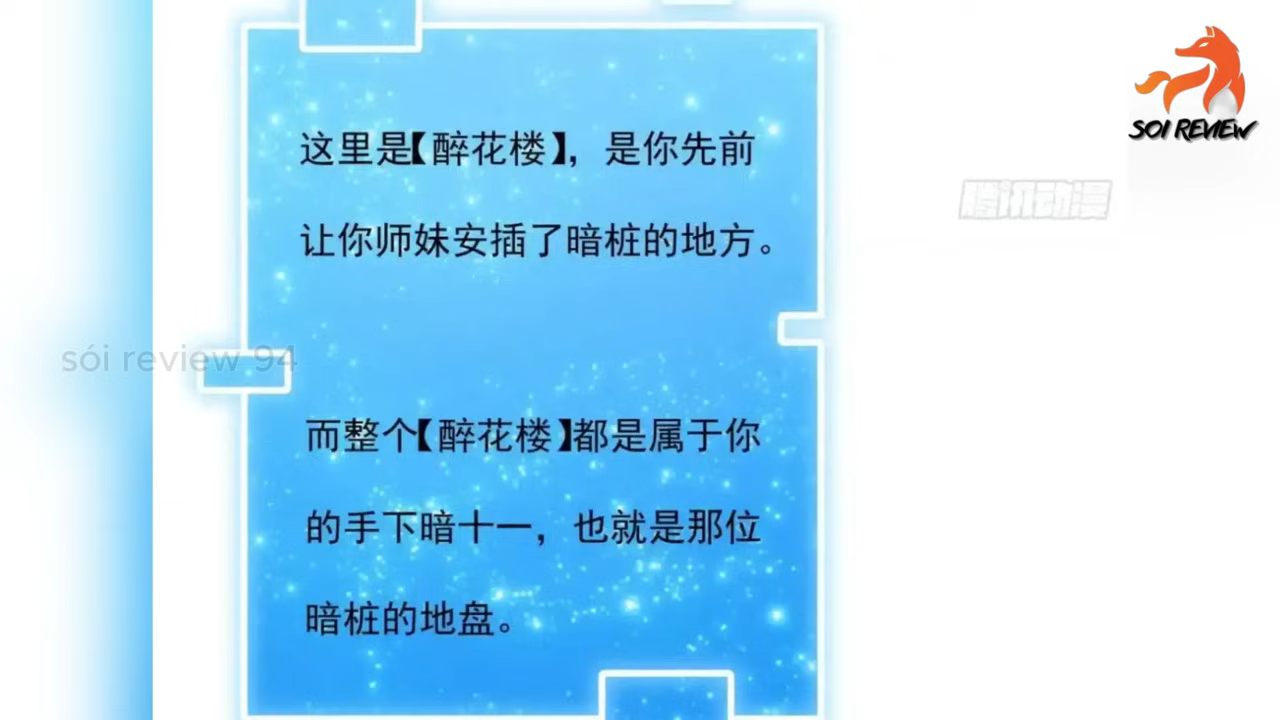 SOI REVIEW
腾讯动漫
这里是【醉花楼】，是你先前
让你师妹安插了暗桩的地方。
sói review 94
而整个【醉花楼】都是属于你
的手下暗十一，也就是那位
暗桩的地盘。